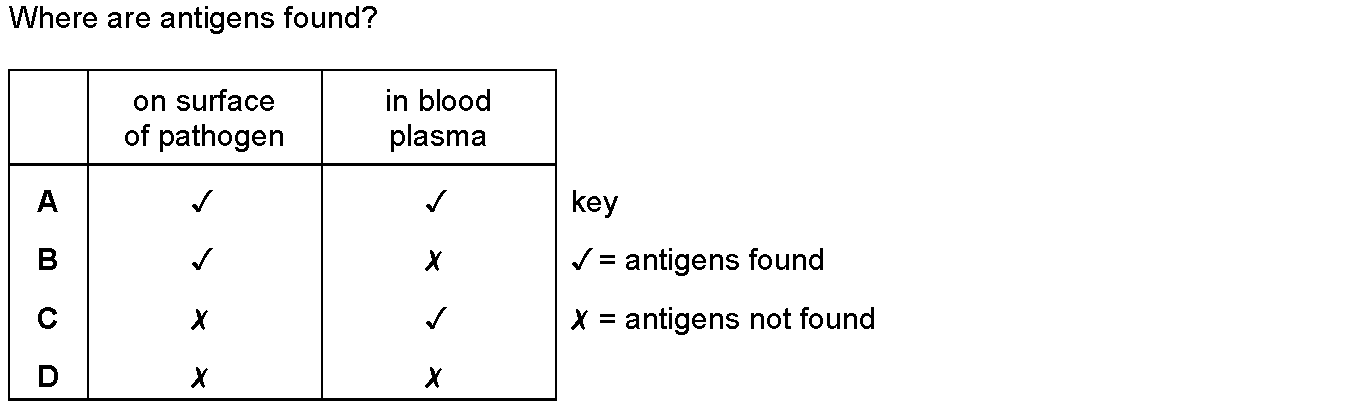 Where are antigens found?
on surface of pathogen in blood plasma
A ✓ ✓ key
B ✓ ✗ ✓ = antigens found
C ✗ ✓ ✗ = antigens not found
D ✗ ✗